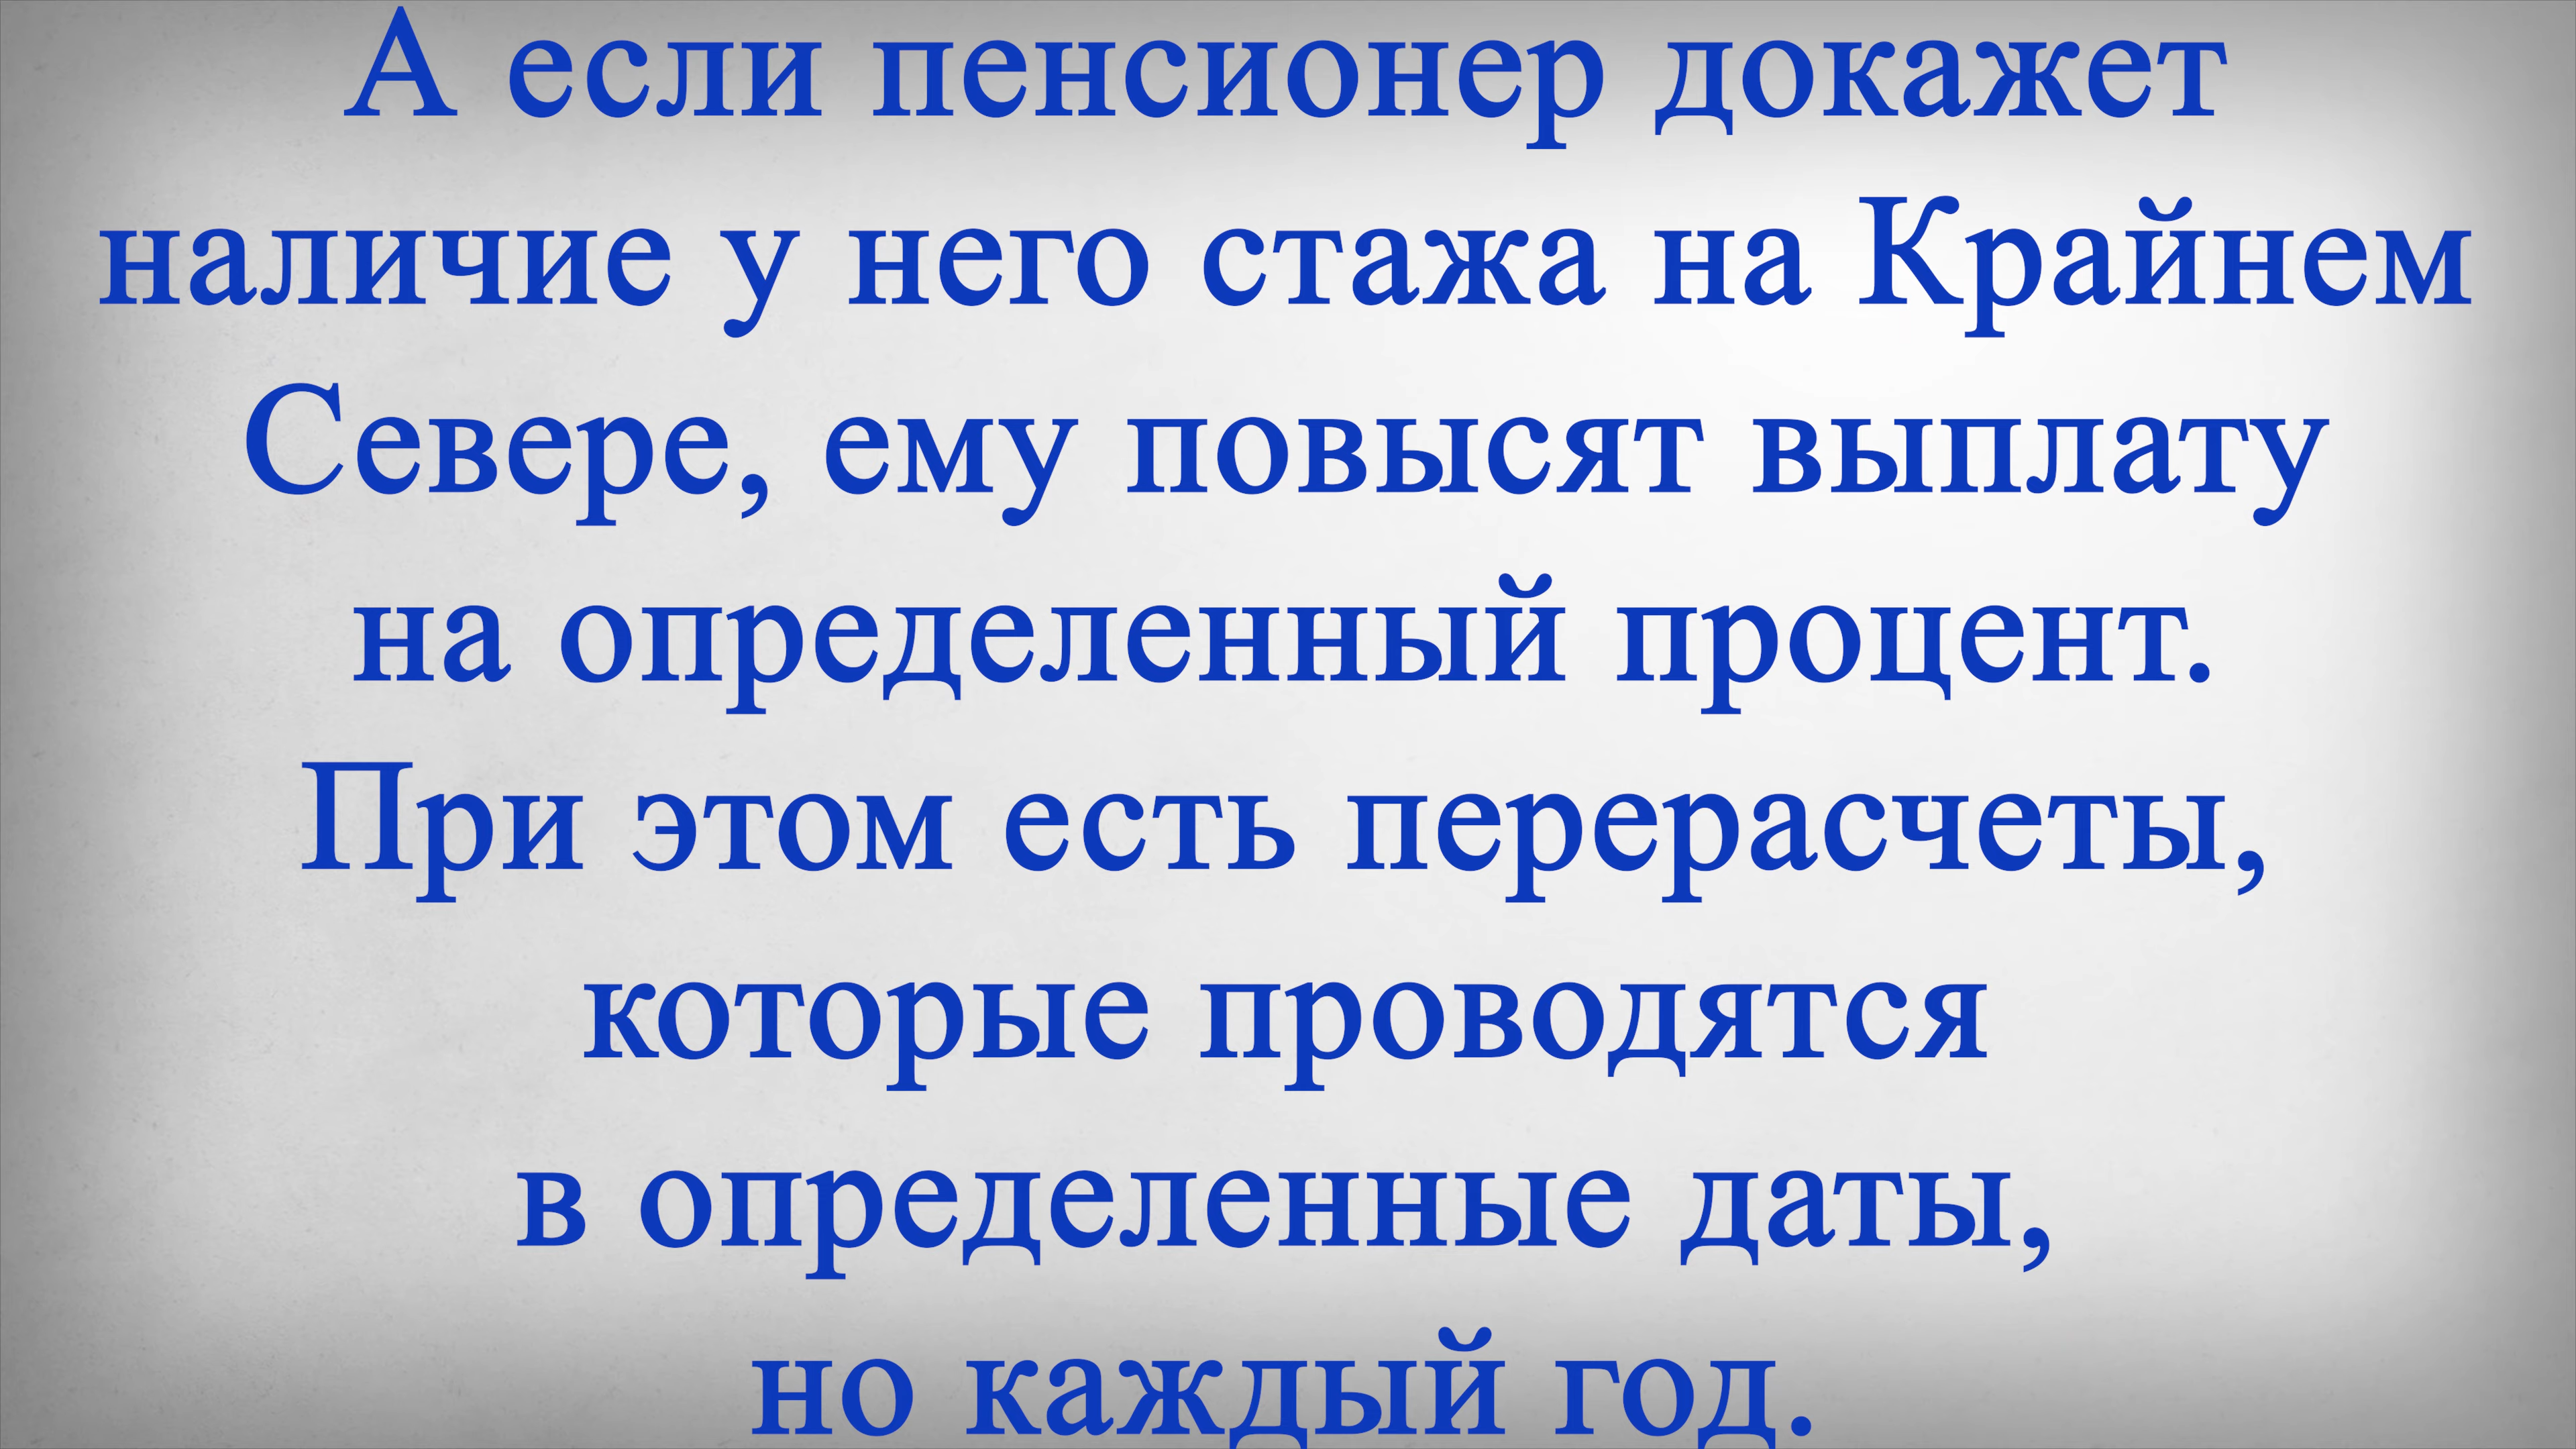 А если пенсионер докажет
наличие у него стажа на Крайнем
Севере, ему повысят выплату
на определенный процент.
При этом есть перерасчеты,
которые проводятся
в определенные даты,
но каждый год.